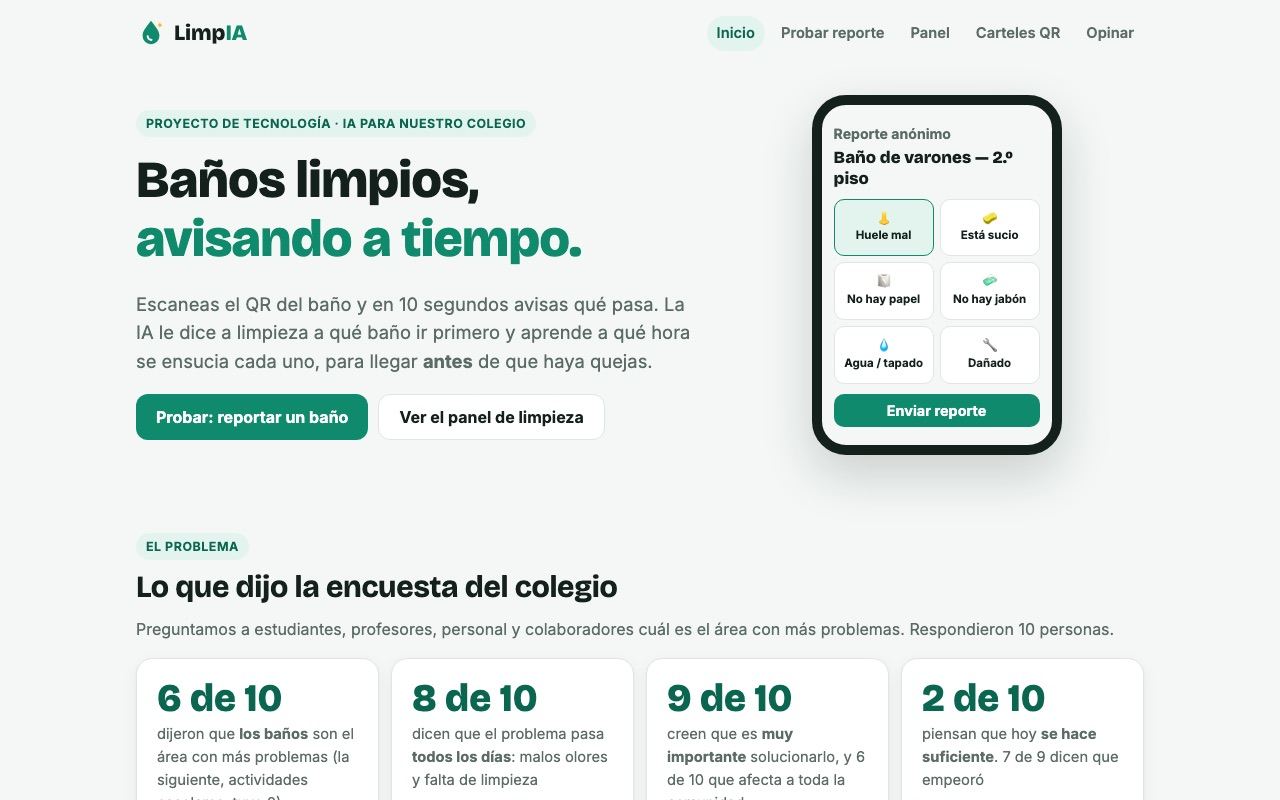 LimpIA
Inicio
Probar reporte
Panel
Carteles QR
Opinar
PROYECTO DE TECNOLOGÍA · IA PARA NUESTRO COLEGIO
Baños limpios,
avisando a tiempo.
Escaneas el QR del baño y en 10 segundos avisas qué pasa. La
IA le dice a limpieza a qué baño ir primero y aprende a qué hora
se ensucia cada uno, para llegar antes de que haya quejas.
Probar: reportar un baño
Ver el panel de limpieza
Reporte anónimo
Baño de varones — 2.º
piso
Huele mal
Está sucio
No hay papel
No hay jabón
Agua / tapado
Dañado
Enviar reporte
EL PROBLEMA
Lo que dijo la encuesta del colegio
Preguntamos a estudiantes, profesores, personal y colaboradores cuál es el área con más problemas. Respondieron 10 personas.
6 de 10
dijeron que los baños son el
área con más problemas (la
siguiente, actividades
8 de 10
dicen que el problema pasa
todos los días: malos olores
y falta de limpieza
9 de 10
creen que es muy
importante solucionarlo, y 6
de 10 que afecta a toda la
2 de 10
piensan que hoy se hace
suficiente. 7 de 9 dicen que
empeoró